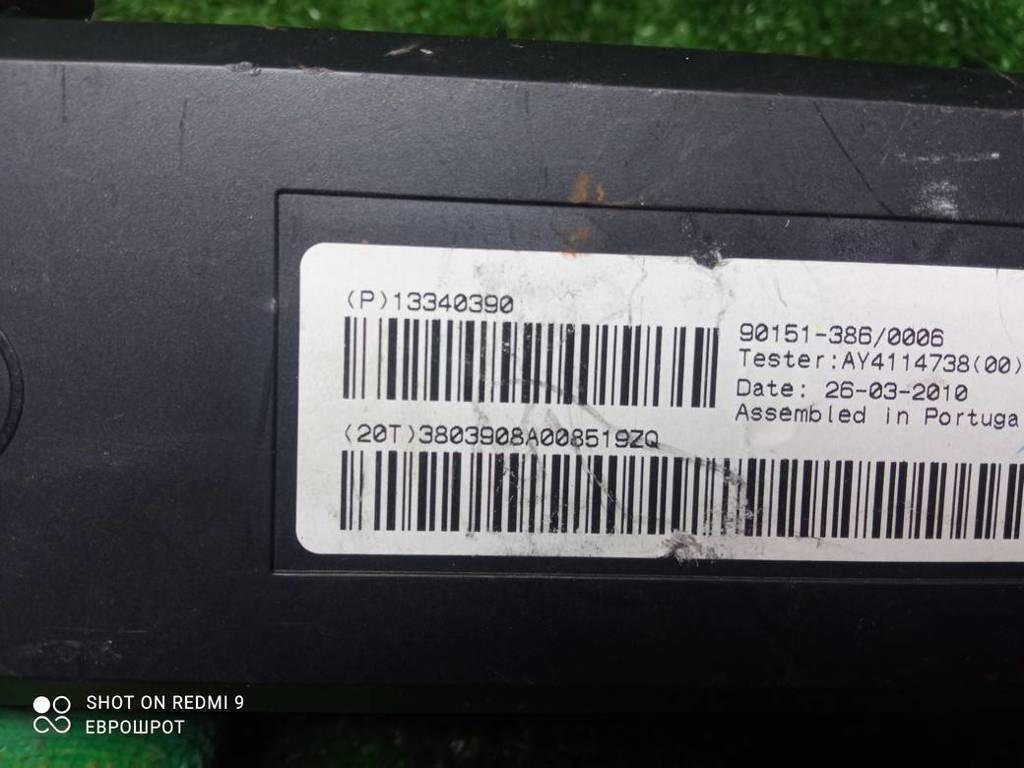 (P)13340390
90151-386/0006
Tester:AY4114738(00)
Date: 26-03-2010
Assembled in Portuga
(20T)3803908A008519ZQ
SHOT ON REDMI 9
ЕВРОШРОТ